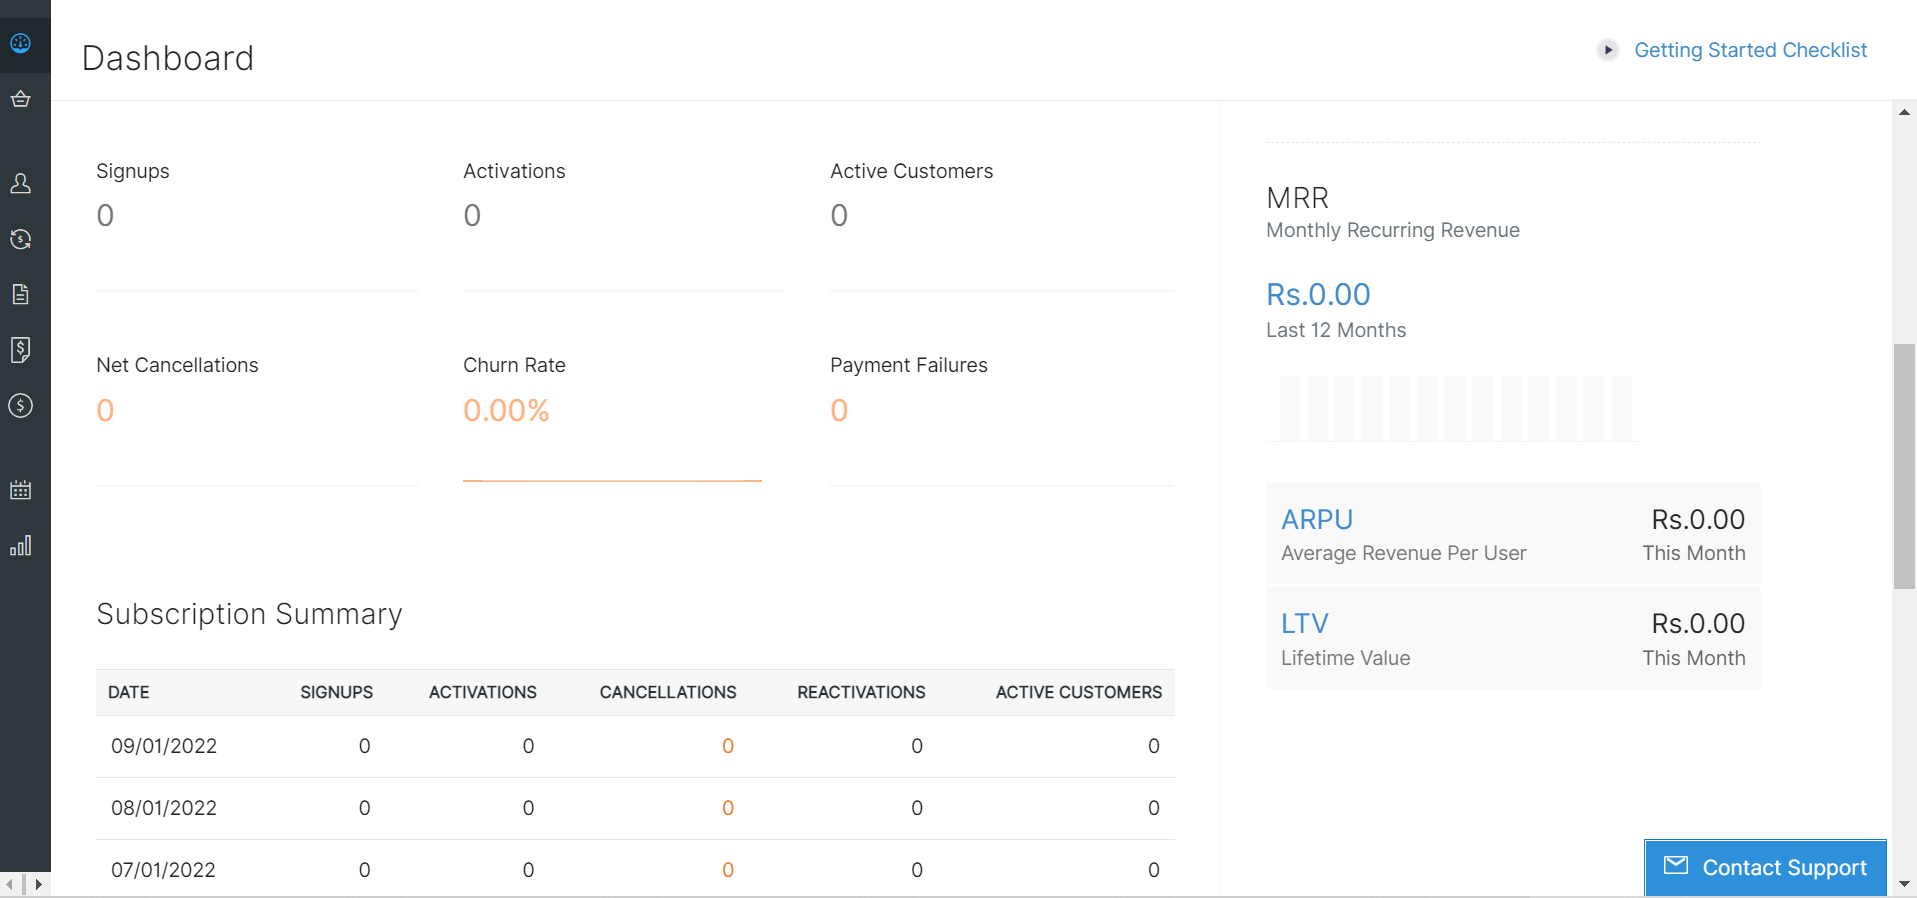 Dashboard
Getting Started Checklist
Signups
0
Activations
0
Active Customers
0
Net Cancellations
0
Churn Rate
0.00%
Payment Failures
0
Subscription Summary
DATE SIGNUPS ACTIVATIONS CANCELLATIONS REACTIVATIONS ACTIVE CUSTOMERS
09/01/2022 0 0 0 0 0
08/01/2022 0 0 0 0 0
07/01/2022 0 0 0 0 0
MRR
Monthly Recurring Revenue
Rs.0.00
Last 12 Months
ARPU Rs.0.00
Average Revenue Per User This Month
LTV Rs.0.00
Lifetime Value This Month
Contact Support